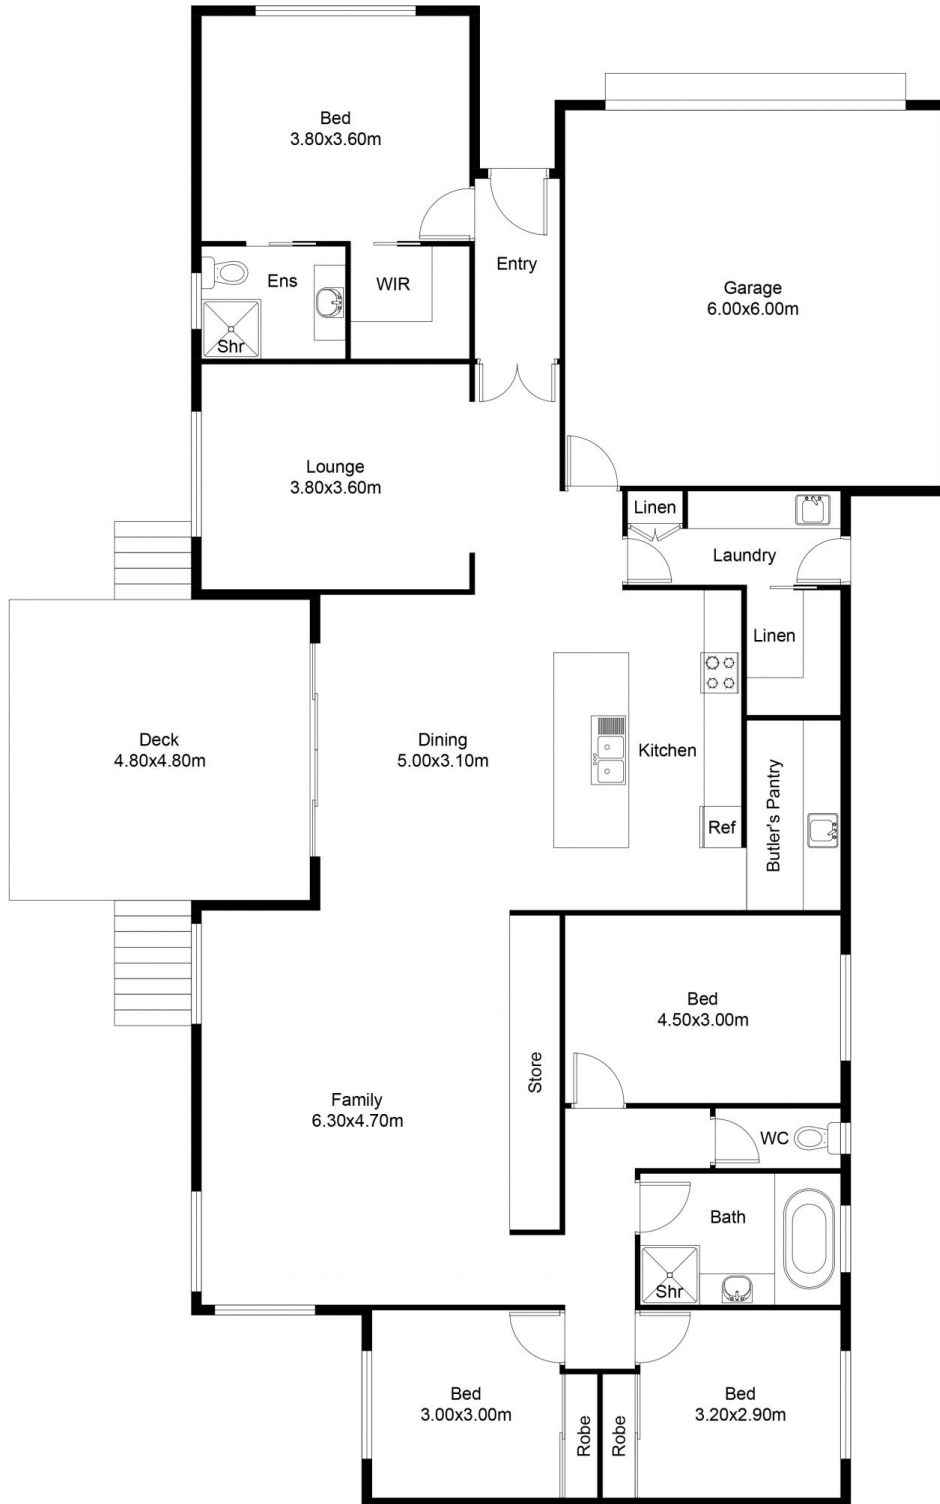 Bed
3.80x3.60m
Entry
Garage
6.00x6.00m
Ens
WIR
Shr
Lounge
3.80x3.60m
Linen
Laundry
Linen
Deck
4.80x4.80m
Dining
5.00x3.10m
Kitchen
Ref
Butler's Pantry
Bed
4.50x3.00m
Store
Family
6.30x4.70m
WC
Bath
Shr
Bed
3.00x3.00m
Robe
Robe
Bed
3.20x2.90m